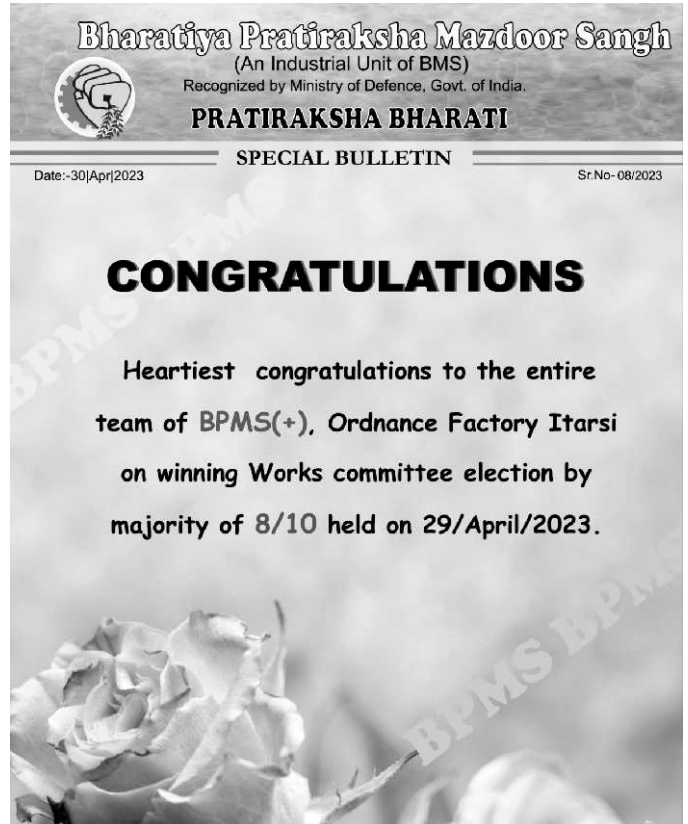 Bharatiya Pratiraksha Mazdoor Sangh
(An Industrial Unit of BMS)
Recognized by Ministry of Defence, Govt. of India.
PRATIRAKSHA BHARATI
SPECIAL BULLETIN
Date:-30|Apr|2023
Sr.No- 08/2023
BPMS BPMS
CONGRATULATIONS
Heartiest congratulations to the entire
team of BPMS(+), Ordnance Factory Itarsi
on winning Works committee election by
majority of 8/10 held on 29/April/2023.
BPMS BPMS